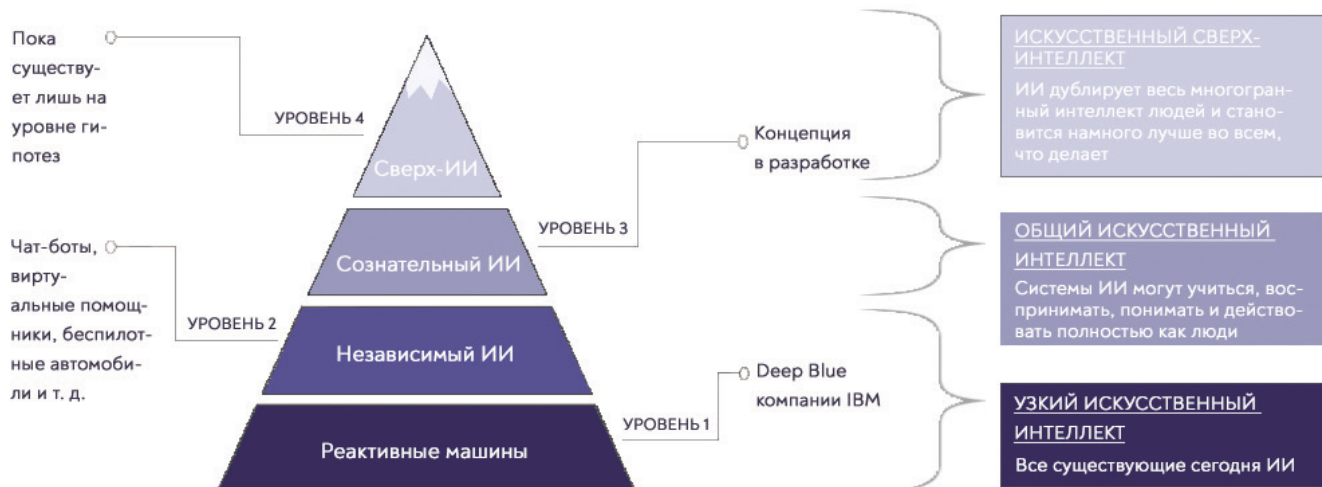 Пока
существу-
ет лишь на
уровне ги-
потез
УРОВЕНЬ 4
Сверх-ИИ
Концепция
в разработке
УРОВЕНЬ 3
Сознательный ИИ
Чат-боты,
вирту-
альные помощ-
ники, беспилот-
ные автомоби-
ли и т. д.
УРОВЕНЬ 2
Независимый ИИ
Deep Blue
компании IBM
УРОВЕНЬ 1
Реактивные машины
ИСКУССТВЕННЫЙ СВЕРХ-
ИНТЕЛЛЕКТ
ИИ дублирует весь многогран-
ный интеллект людей и стано-
вится намного лучше во всем,
что делает
ОБЩИЙ ИСКУССТВЕННЫЙ
ИНТЕЛЛЕКТ
Системы ИИ могут учиться, вос-
принимать, понимать и действо-
вать полностью как люди
УЗКИЙ ИСКУССТВЕННЫЙ
ИНТЕЛЛЕКТ
Все существующие сегодня ИИ